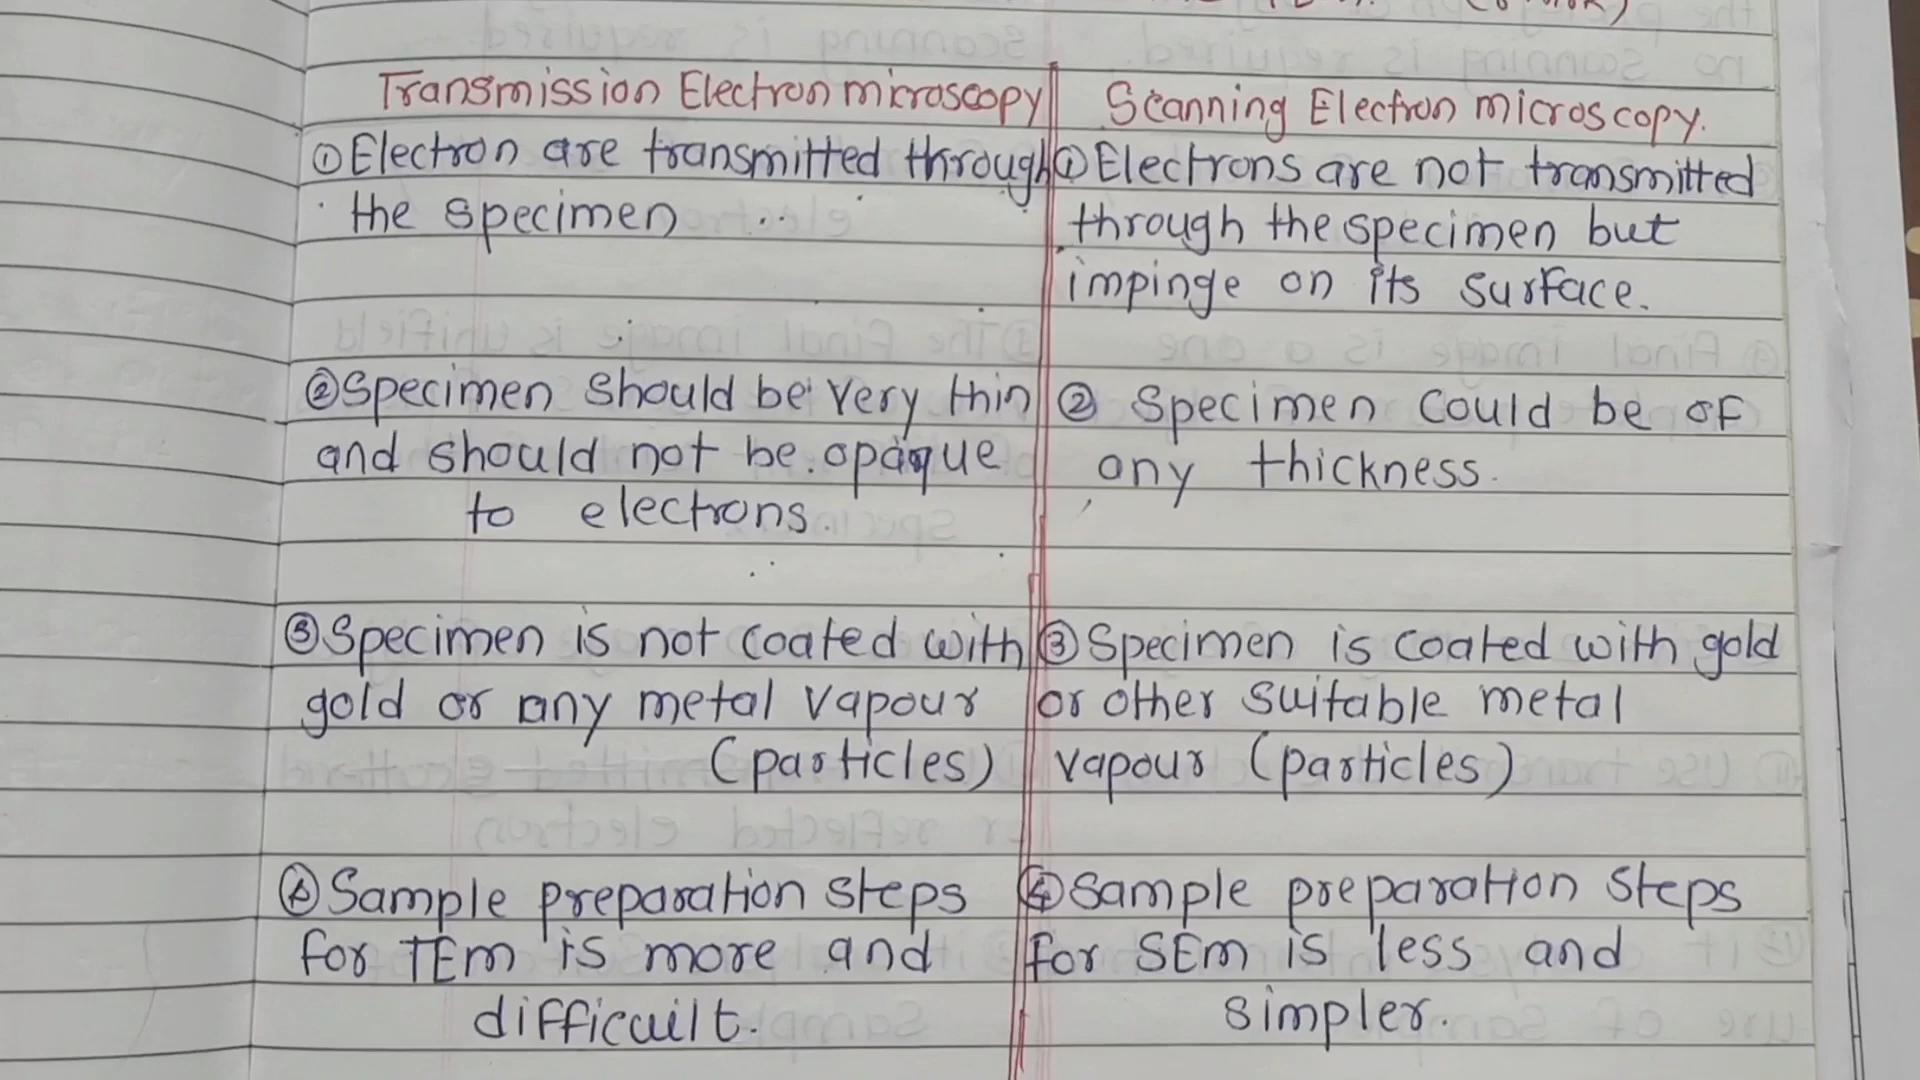 Transmission Electron microscopy
① Electron are transmitted through
the specimen
② Specimen should be very thin
and should not be opaque
to electrons.
③ Specimen is not coated with
gold or any metal vapour
(particles)
④ Sample preparation steps
for TEm is more and
difficuilt.
Scanning Electron microscopy.
① Electrons are not transmitted
through the specimen but
impinge on its surface.
② Specimen could be of
any thickness.
③ Specimen is coated with gold
or other suitable metal
vapour (particles)
④ Sample preparation steps
for SEm is less and
simpler.